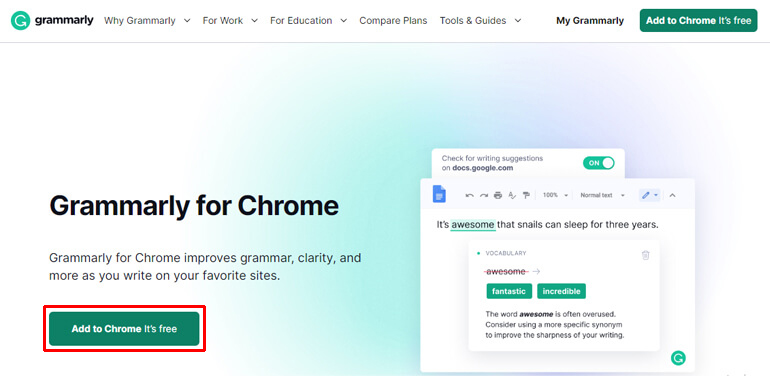 grammarly Why Grammarly For Work For Education Compare Plans Tools & Guides My Grammarly Add to Chrome It's free
Check for writing suggestions
on docs.google.com
ON
100% Normal text
Grammarly for Chrome
It's awesome that snails can sleep for three years.
Grammarly for Chrome improves grammar, clarity, and
more as you write on your favorite sites.
VOCABULARY
awesome
fantastic incredible
The word awesome is often overused.
Consider using a more specific synonym
to improve the sharpness of your writing.
Add to Chrome It's free